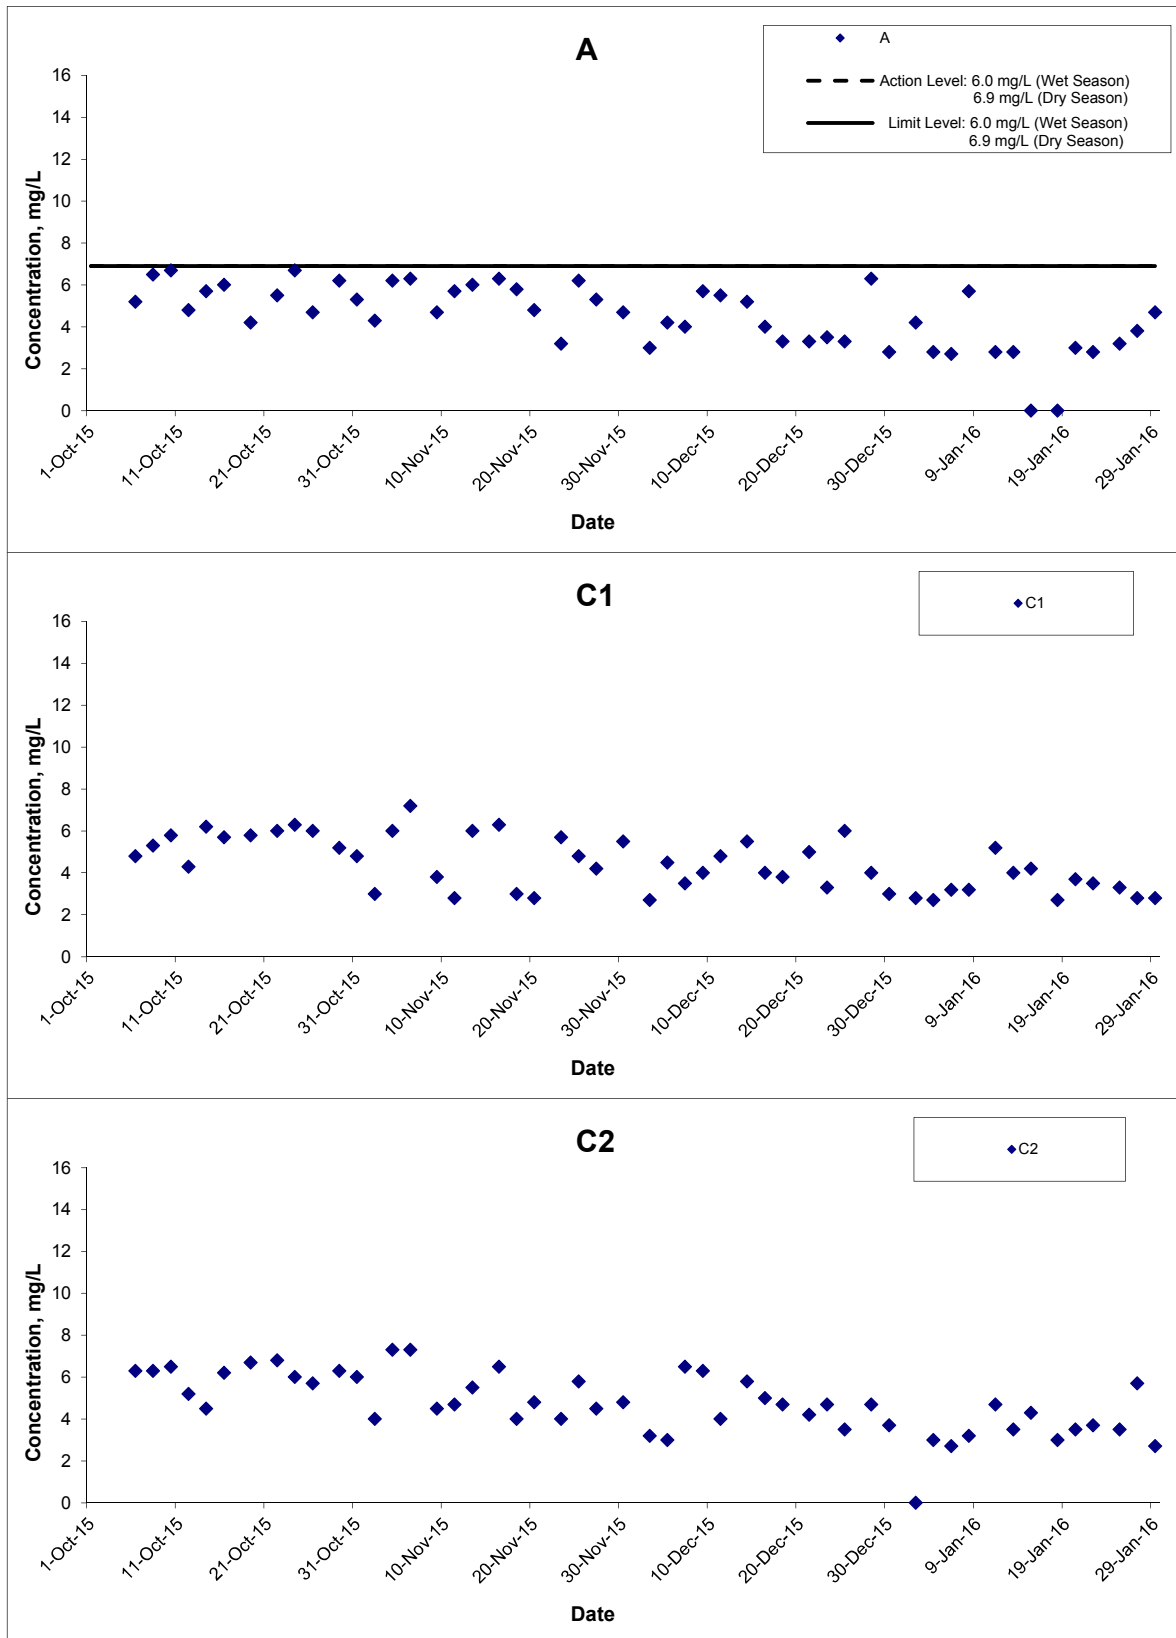 A
A
Action Level: 6.0 mg/L (Wet Season)
6.9 mg/L (Dry Season)
Limit Level: 6.0 mg/L (Wet Season)
6.9 mg/L (Dry Season)
Concentration, mg/L
16
14
12
10
8
6
4
2
0
1-Oct-15
11-Oct-15
21-Oct-15
31-Oct-15
10-Nov-15
20-Nov-15
30-Nov-15
10-Dec-15
20-Dec-15
30-Dec-15
9-Jan-16
19-Jan-16
29-Jan-16
Date
C1
C1
Concentration, mg/L
16
14
12
10
8
6
4
2
0
1-Oct-15
11-Oct-15
21-Oct-15
31-Oct-15
10-Nov-15
20-Nov-15
30-Nov-15
10-Dec-15
20-Dec-15
30-Dec-15
9-Jan-16
19-Jan-16
29-Jan-16
Date
C2
C2
Concentration, mg/L
16
14
12
10
8
6
4
2
0
1-Oct-15
11-Oct-15
21-Oct-15
31-Oct-15
10-Nov-15
20-Nov-15
30-Nov-15
10-Dec-15
20-Dec-15
30-Dec-15
9-Jan-16
19-Jan-16
29-Jan-16
Date